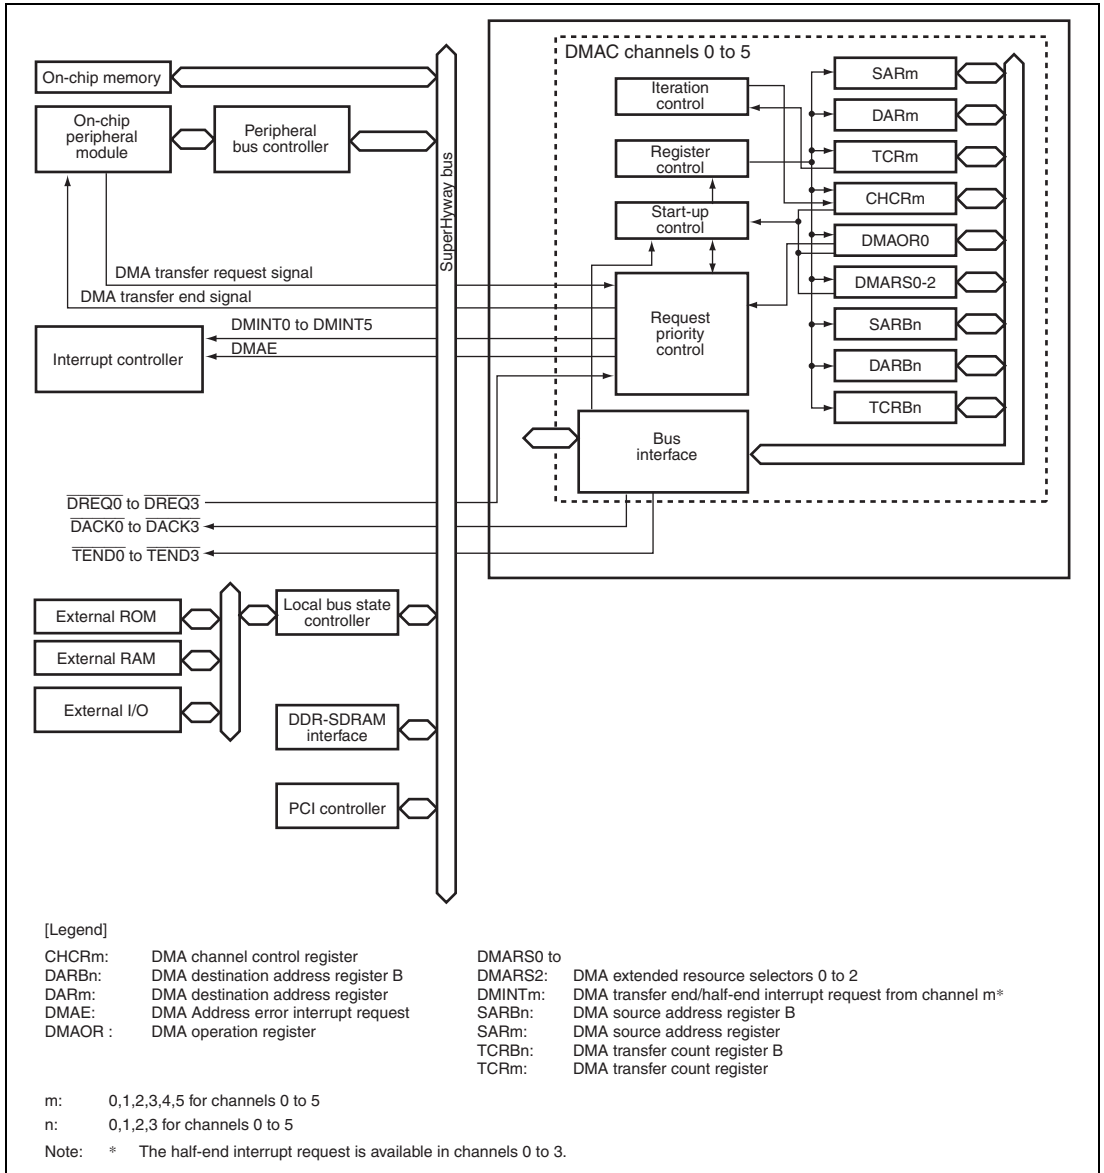 DMAC channels 0 to 5
On-chip memory
On-chip
peripheral
module
Peripheral
bus controller
SuperHyway bus
Iteration
control
Register
control
Start-up
control
Request
priority
control
Bus
interface
SARm
DARm
TCRm
CHCRm
DMAOR0
DMARS0-2
SARBn
DARBn
TCRBn
DMA transfer request signal
DMA transfer end signal
DMINT0 to DMINT5
DMAE
Interrupt controller
DREQ0 to DREQ3
DACK0 to DACK3
TEND0 to TEND3
External ROM
External RAM
External I/O
Local bus state
controller
DDR-SDRAM
interface
PCI controller
[Legend]
CHCRm: DMA channel control register
DARBn: DMA destination address register B
DARm: DMA destination address register
DMAE: DMA Address error interrupt request
DMAOR : DMA operation register
DMARS0 to
DMARS2: DMA extended resource selectors 0 to 2
DMINTm: DMA transfer end/half-end interrupt request from channel m*
SARBn: DMA source address register B
SARm: DMA source address register
TCRBn: DMA transfer count register B
TCRm: DMA transfer count register
m: 0,1,2,3,4,5 for channels 0 to 5
n: 0,1,2,3 for channels 0 to 5
Note: * The half-end interrupt request is available in channels 0 to 3.